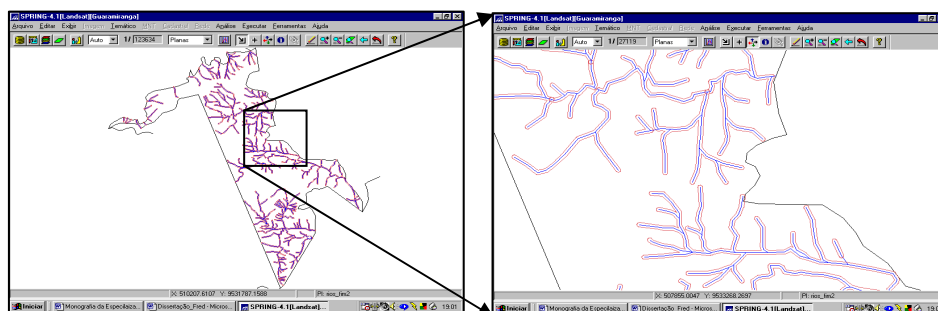 SPRING-4.1[Landsat][Guaramiranga]
Arquivo Editar Exibir Imagem Temático MNT Cadastral Rede Análise Executar Ferramentas Ajuda
Auto 1/ 123634 Planas
X: 510207.6107 Y: 9531787.1588 PI: rios_fim2
Iniciar Monografia da Especilaiza... Dissertação_Fred - Micros... SPRING-4.1[Landsat]... 19:01
SPRING-4.1[Landsat][Guaramiranga]
Arquivo Editar Exibir Imagem Temático MNT Cadastral Rede Análise Executar Ferramentas Ajuda
Auto 1/ 27119 Planas
X: 507855.0047 Y: 9533268.2697 PI: rios_fim2
Iniciar Monografia da Especilaiza... Dissertação_Fred - Micros... SPRING-4.1[Landsat]...